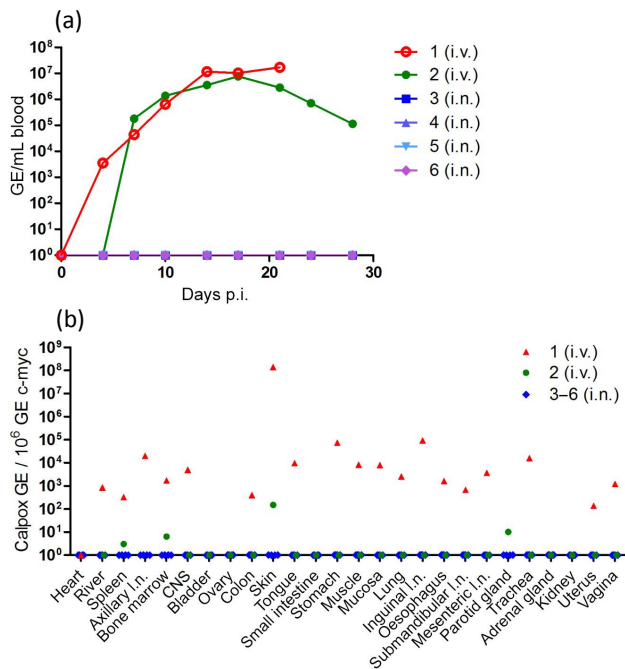 (a)
10⁸
10⁷
10⁶
10⁵
10⁴
10³
10²
10¹
10⁰
GE/mL blood
0 10 20 30
Days p.i.
1 (i.v.)
2 (i.v.)
3 (i.n.)
4 (i.n.)
5 (i.n.)
6 (i.n.)
(b)
10⁹
10⁸
10⁷
10⁶
10⁵
10⁴
10³
10²
10¹
10⁰
Calpox GE / 10⁶ GE c-myc
1 (i.v.)
2 (i.v.)
3–6 (i.n.)
Heart
River
Spleen
Axillary l.n.
Bone marrow
CNS
Bladder
Ovary
Colon
Skin
Tongue
Small intestine
Stomach
Muscle
Mucosa
Lung
Inguinal l.n.
Oesophagus
Submandibular l.n.
Mesenteric l.n.
Parotid gland
Trachea
Adrenal gland
Kidney
Uterus
Vagina